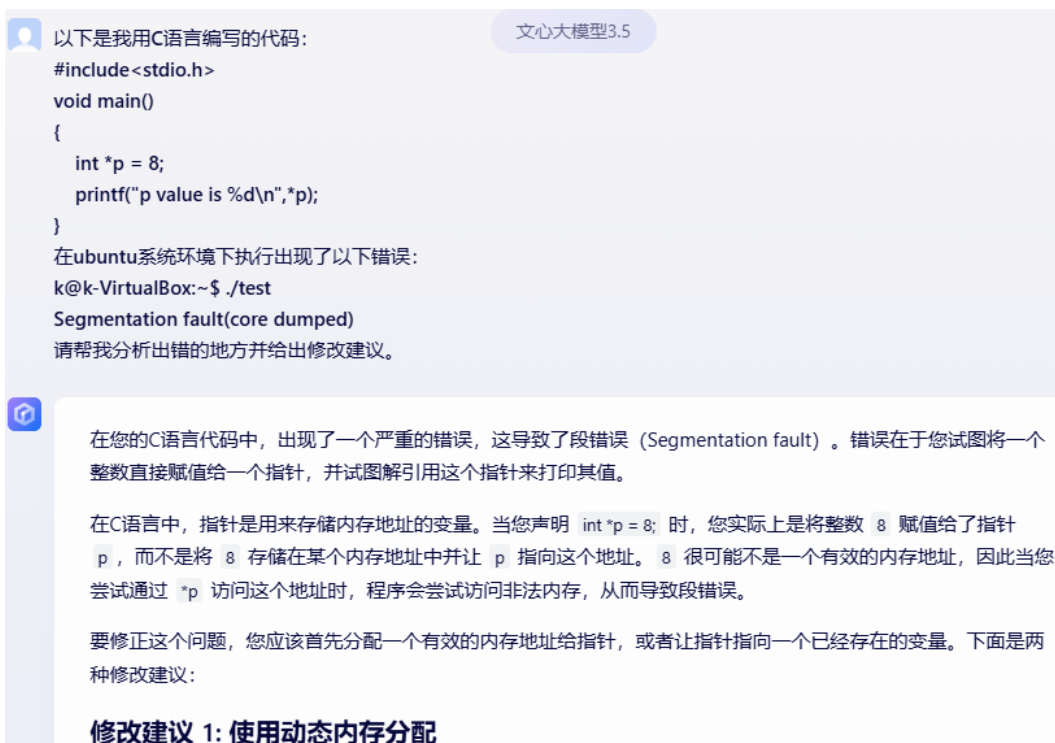 文心大模型3.5
以下是我用C语言编写的代码：
#include<stdio.h>
void main()
{
int *p = 8;
printf("p value is %d\n",*p);
}
在ubuntu系统环境下执行出现了以下错误：
k@k-VirtualBox:~$ ./test
Segmentation fault(core dumped)
请帮我分析出错的地方并给出修改建议。
在您的C语言代码中，出现了一个严重的错误，这导致了段错误（Segmentation fault）。错误在于您试图将一个
整数直接赋值给一个指针，并试图解引用这个指针来打印其值。
在C语言中，指针是用来存储内存地址的变量。当您声明 int *p = 8; 时，您实际上是将整数 8 赋值给了指针
p ，而不是将 8 存储在某个内存地址中并让 p 指向这个地址。 8 很可能不是一个有效的内存地址，因此当您
尝试通过 *p 访问这个地址时，程序会尝试访问非法内存，从而导致段错误。
要修正这个问题，您应该首先分配一个有效的内存地址给指针，或者让指针指向一个已经存在的变量。下面是两
种修改建议：
修改建议 1: 使用动态内存分配